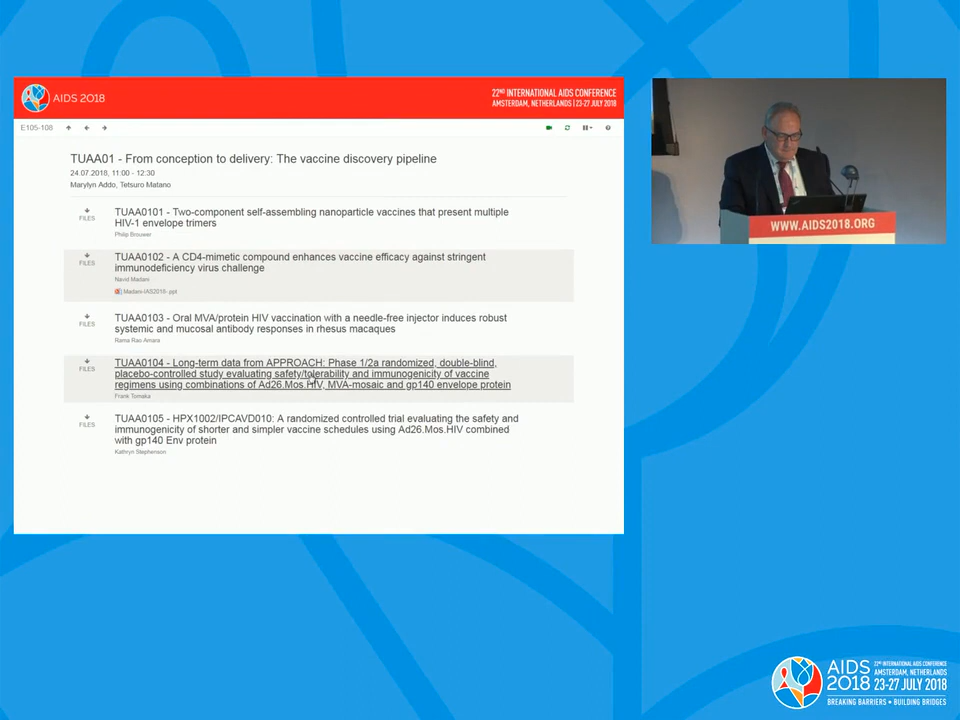 AIDS 2018
22ND INTERNATIONAL AIDS CONFERENCE
AMSTERDAM, NETHERLANDS | 23-27 JULY 2018
E105-108
TUAA01 - From conception to delivery: The vaccine discovery pipeline
24.07.2018, 11:00 - 12:30
Marylyn Addo, Tetsuro Matano
FILES
TUAA0101 - Two-component self-assembling nanoparticle vaccines that present multiple
HIV-1 envelope trimers
Philip Brouwer
FILES
TUAA0102 - A CD4-mimetic compound enhances vaccine efficacy against stringent
immunodeficiency virus challenge
Navid Madani
Madani-IAS2018-.ppt
FILES
TUAA0103 - Oral MVA/protein HIV vaccination with a needle-free injector induces robust
systemic and mucosal antibody responses in rhesus macaques
Rama Rao Amara
FILES
TUAA0104 - Long-term data from APPROACH: Phase 1/2a randomized, double-blind,
placebo-controlled study evaluating safety/tolerability and immunogenicity of vaccine
regimens using combinations of Ad26.Mos.HIV, MVA-mosaic and gp140 envelope protein
Frank Tomaka
FILES
TUAA0105 - HPX1002/IPCAVD010: A randomized controlled trial evaluating the safety and
immunogenicity of shorter and simpler vaccine schedules using Ad26.Mos.HIV combined
with gp140 Env protein
Kathryn Stephenson
WWW.AIDS2018.ORG
AIDS
2018
22ND INTERNATIONAL AIDS CONFERENCE
AMSTERDAM, NETHERLANDS
23-27 JULY 2018
BREAKING BARRIERS • BUILDING BRIDGES